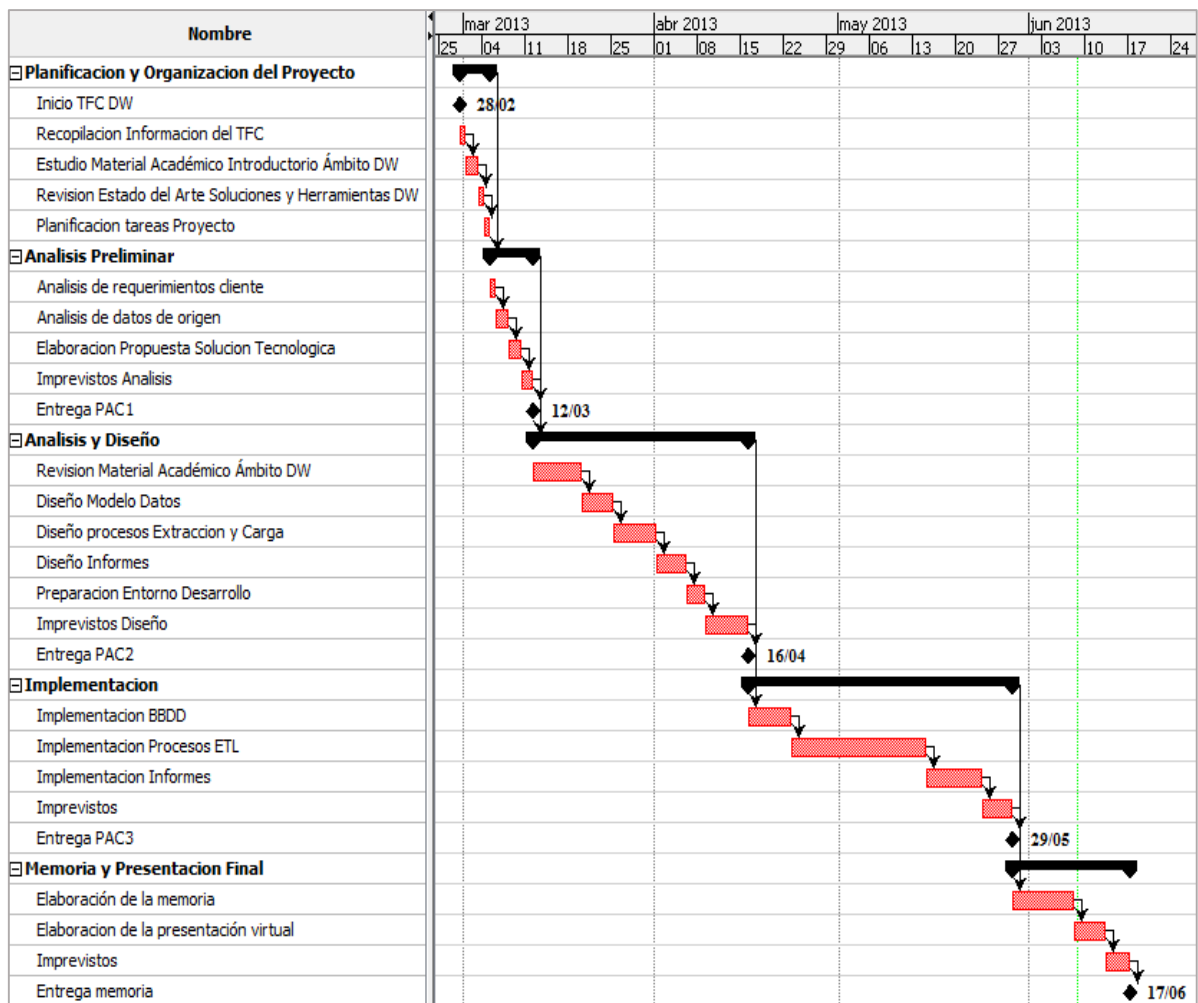 Nombre
mar 2013 abr 2013 may 2013 jun 2013
25 04 11 18 25 01 08 15 22 29 06 13 20 27 03 10 17 24
Planificacion y Organizacion del Proyecto
Inicio TFC DW 28/02
Recopilacion Informacion del TFC
Estudio Material Académico Introductorio Ámbito DW
Revision Estado del Arte Soluciones y Herramientas DW
Planificacion tareas Proyecto
Analisis Preliminar
Analisis de requerimientos cliente
Analisis de datos de origen
Elaboracion Propuesta Solucion Tecnologica
Imprevistos Analisis
Entrega PAC1 12/03
Analisis y Diseño
Revision Material Académico Ámbito DW
Diseño Modelo Datos
Diseño procesos Extraccion y Carga
Diseño Informes
Preparacion Entorno Desarrollo
Imprevistos Diseño
Entrega PAC2 16/04
Implementacion
Implementacion BBDD
Implementacion Procesos ETL
Implementacion Informes
Imprevistos
Entrega PAC3 29/05
Memoria y Presentacion Final
Elaboración de la memoria
Elaboracion de la presentación virtual
Imprevistos
Entrega memoria 17/06